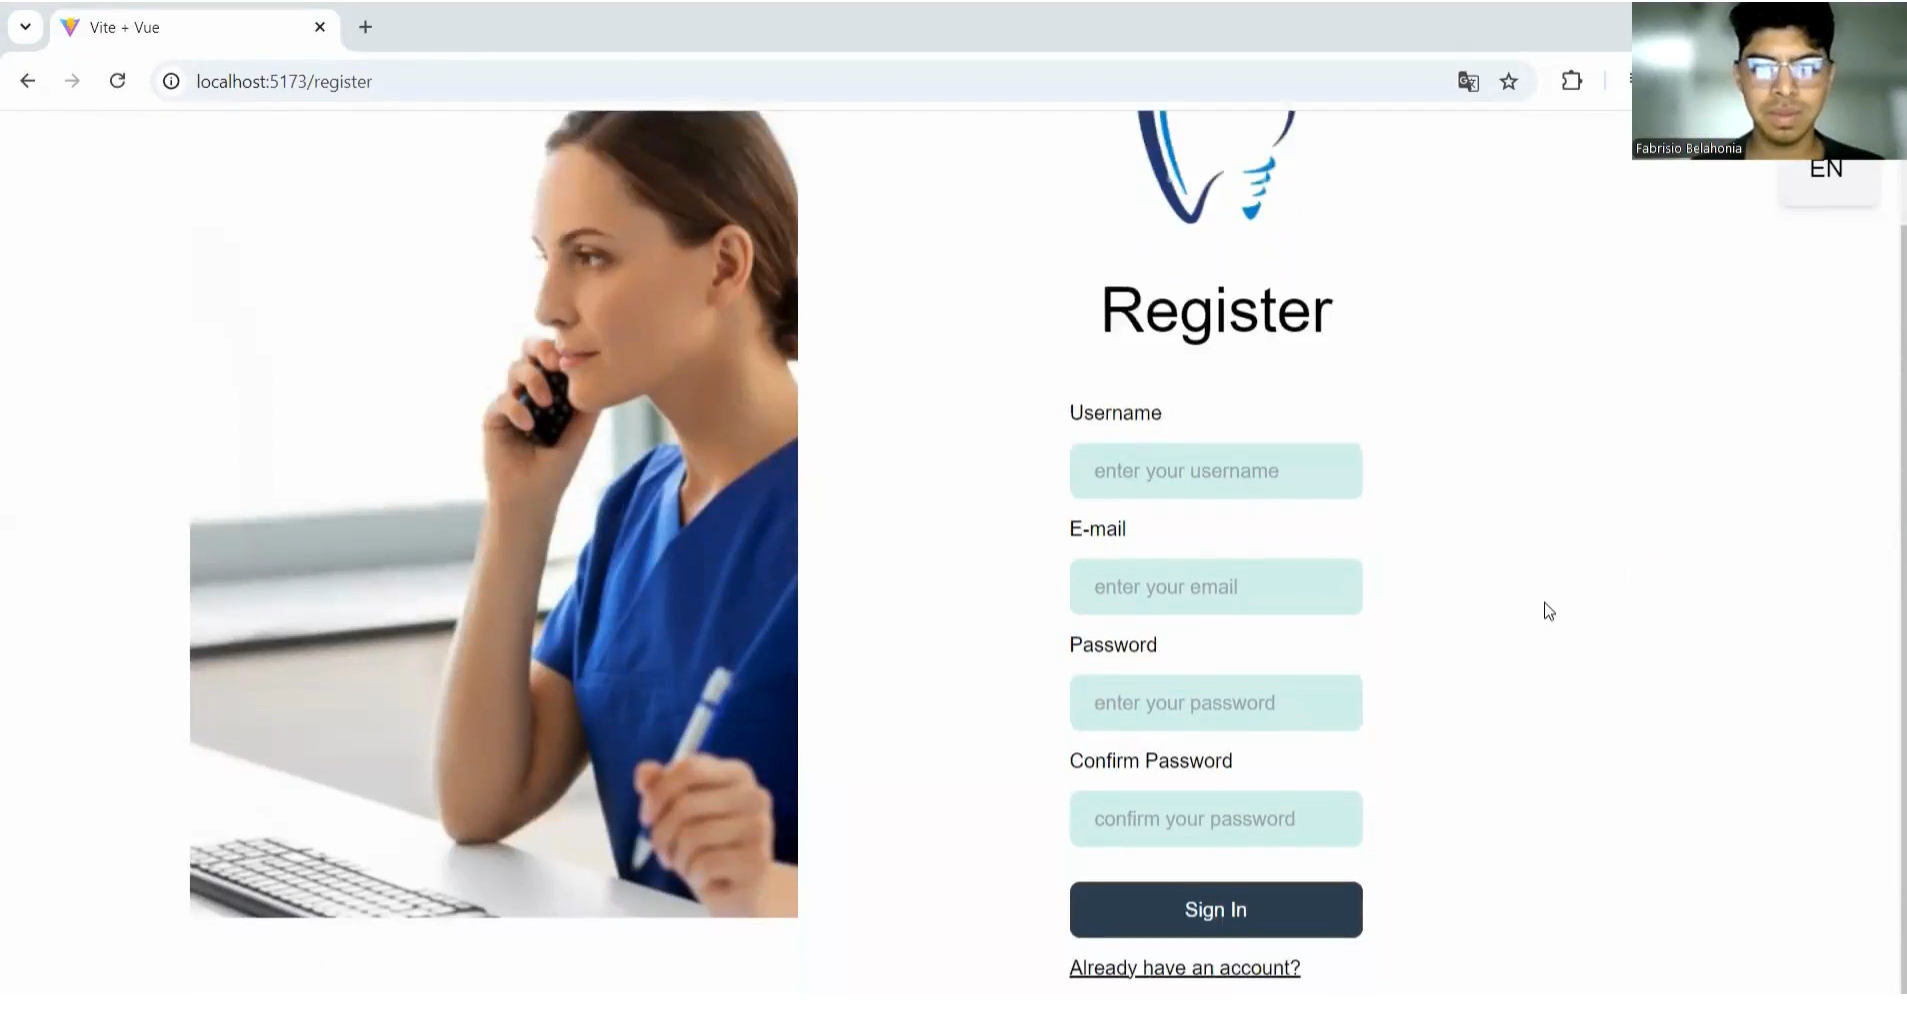 Vite + Vue
localhost:5173/register
Fabrisio Belahonia
EN
Register
Username
enter your username
E-mail
enter your email
Password
enter your password
Confirm Password
confirm your password
Sign In
Already have an account?